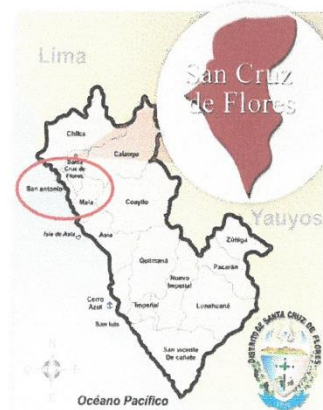 Lima
San Cruz
de Flores
Chilca
Santa
Cruz de
Flores
Calango
San antonio
Mala
Coayllo
Yauyos
Isla de Asia
Asia
Zúñiga
Quilmaná
Pacarán
Nuevo
Imperial
Cerro
Azul
Imperial
Lunahuaná
San luis
San vicente
De cañete
DISTRITO DE SANTA CRUZ DE FLORES
N
Océano Pacífico